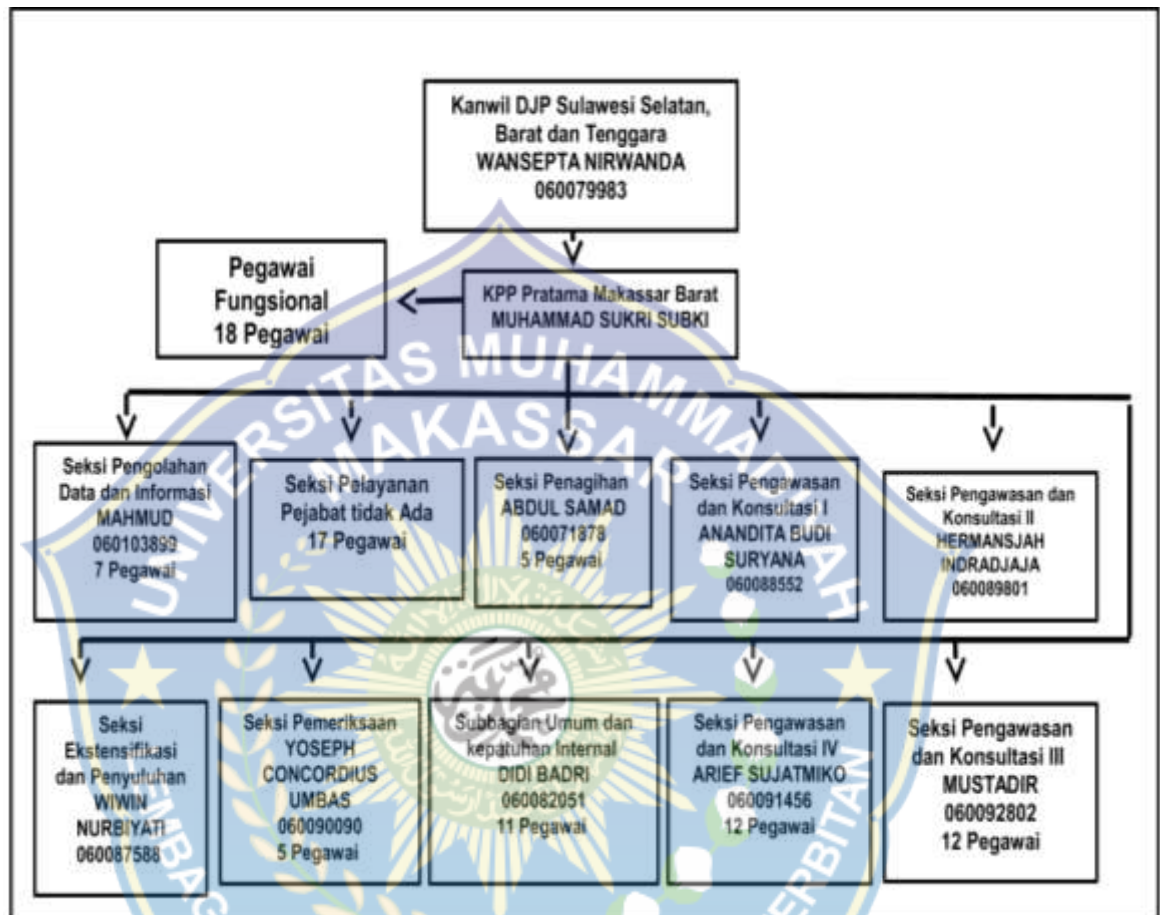 Kanwil DJP Sulawesi Selatan,
Barat dan Tenggara
WANSEPTA NIRWANDA
060079983
Pegawai
Fungsional
18 Pegawai
KPP Pratama Makassar Barat
MUHAMMAD SUKRI SUBKI
UNIVERSITAS MUHAMMADIYAH
MAKASSAR
Seksi Pengolahan
Data dan Informasi
MAHMUD
060103899
7 Pegawai
Seksi Pelayanan
Pejabat tidak Ada
17 Pegawai
Seksi Penagihan
ABDUL SAMAD
060071878
5 Pegawai
Seksi Pengawasan
dan Konsultasi I
ANANDITA BUDI
SURYANA
060088552
Seksi Pengawasan dan
Konsultasi II
HERMANSJAH
INDRADJAJA
060089801
Seksi
Ekstensifikasi
dan Penyuluhan
WIWIN
NURBIYATI
060087588
Seksi Pemeriksaan
YOSEPH
CONCORDIUS
UMBAS
060090090
5 Pegawai
Subbagian Umum dan
kepatuhan Internal
DIDI BADRI
060082051
11 Pegawai
Seksi Pengawasan
dan Konsultasi IV
ARIEF SUJATMIKO
060091456
12 Pegawai
Seksi Pengawasan
dan Konsultasi III
MUSTADIR
060092802
12 Pegawai